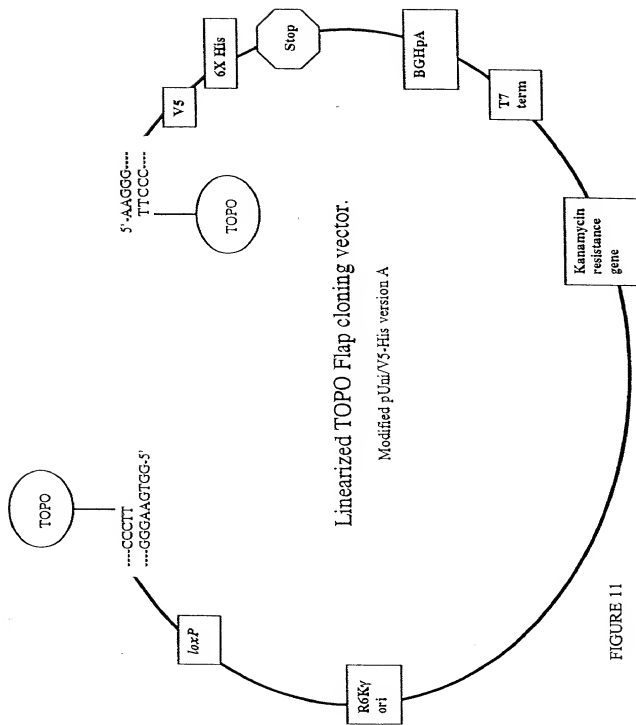 TOPO
----CCCTT
----GGGAAGTGG-5'
5'-AAGGG----
TTCCC----
TOPO
V5
6X His
Stop
BGHpA
T7
term
Kanamycin
resistance
gene
R6Kγ
ori
loxP
Linearized TOPO Flap cloning vector.
Modified pUni/V5-His version A
FIGURE 11